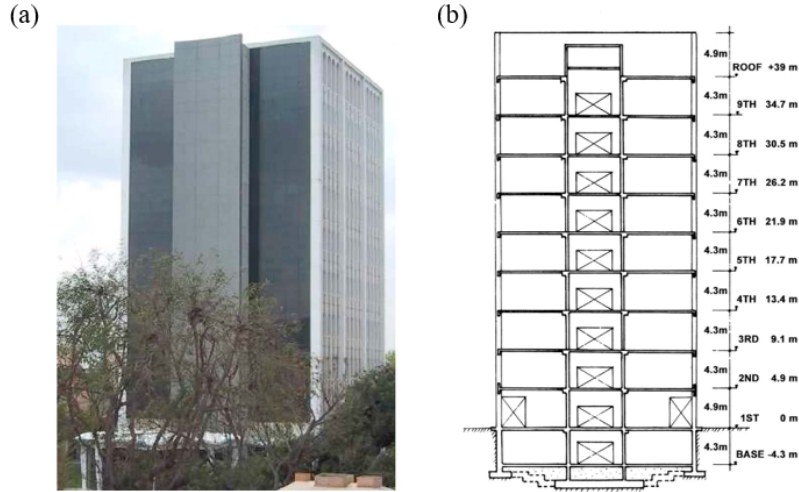 (a)
(b)
4.9m
ROOF +39 m
4.3m
9TH 34.7 m
4.3m
8TH 30.5 m
4.3m
7TH 26.2 m
4.3m
6TH 21.9 m
4.3m
5TH 17.7 m
4.3m
4TH 13.4 m
4.3m
3RD 9.1 m
4.3m
2ND 4.9 m
4.9m
1ST 0 m
4.3m
BASE -4.3 m